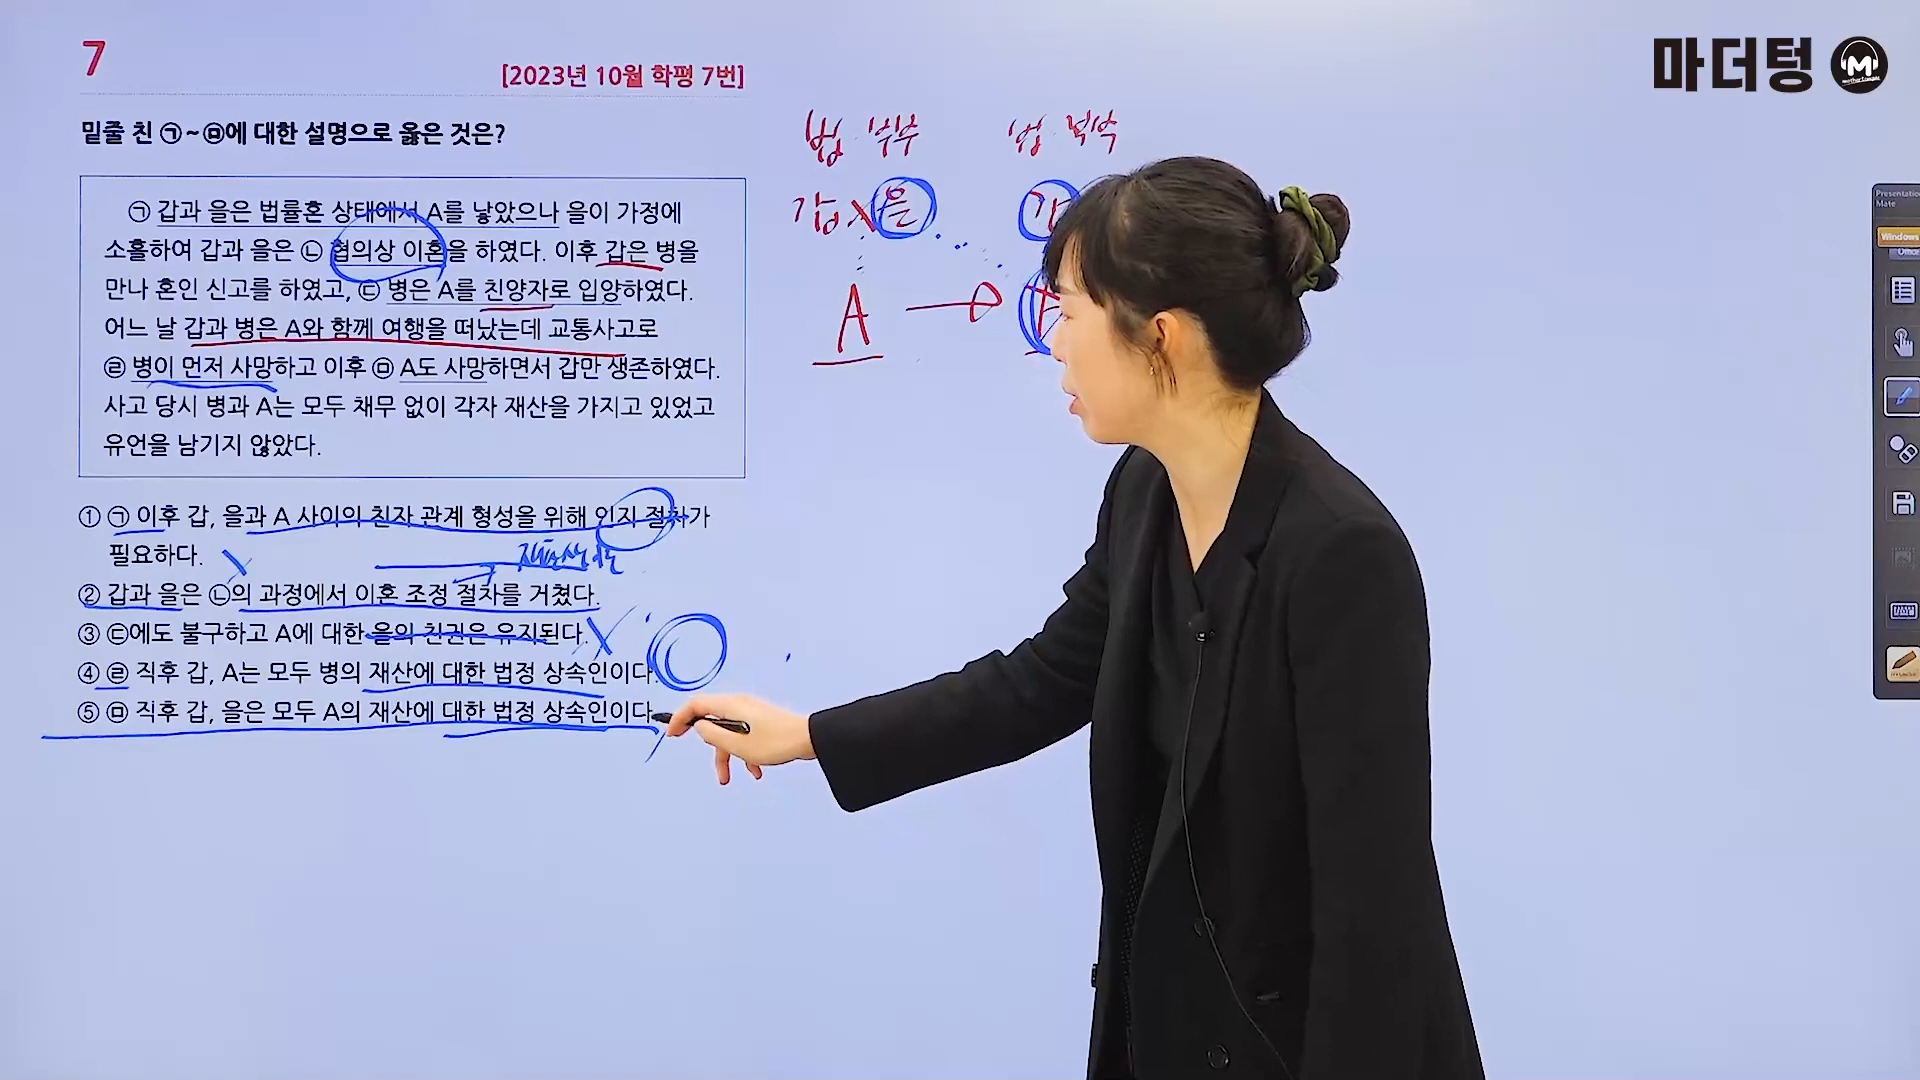 7
[2023년 10월 학평 7번]
밑줄 친 ㉠~㉤에 대한 설명으로 옳은 것은?
㉠ 갑과 을은 법률혼 상태에서 A를 낳았으나 을이 가정에
소홀하여 갑과 을은 ㉡ 협의상 이혼을 하였다. 이후 갑은 병을
만나 혼인 신고를 하였고, ㉢ 병은 A를 친양자로 입양하였다.
어느 날 갑과 병은 A와 함께 여행을 떠났는데 교통사고로
㉣ 병이 먼저 사망하고 이후 ㉤ A도 사망하면서 갑만 생존하였다.
사고 당시 병과 A는 모두 채무 없이 각자 재산을 가지고 있었고
유언을 남기지 않았다.
① ㉠ 이후 갑, 을과 A 사이의 친자 관계 형성을 위해 인지 절차가
필요하다.
② 갑과 을은 ㉡의 과정에서 이혼 조정 절차를 거쳤다.
③ ㉢에도 불구하고 A에 대한 을의 친권은 유지된다.
④ ㉣ 직후 갑, A는 모두 병의 재산에 대한 법정 상속인이다.
⑤ ㉤ 직후 갑, 을은 모두 A의 재산에 대한 법정 상속인이다.
법 부부
갑 을
A
법
마더텅
M
Presentation
Mate
Windows